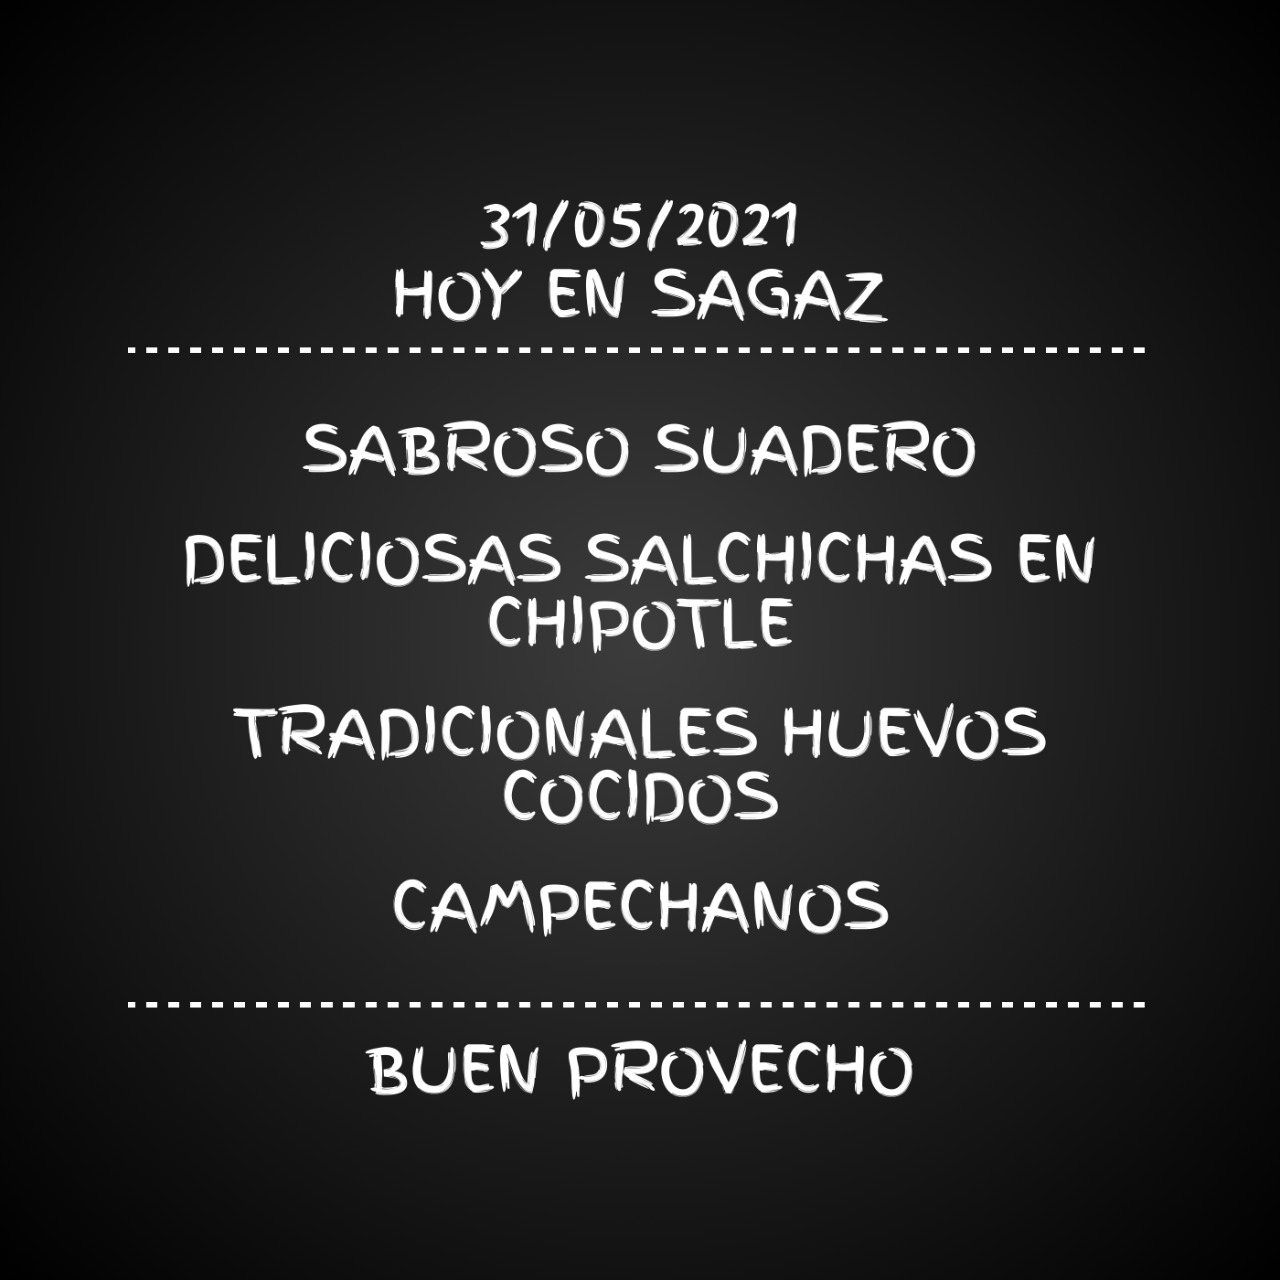 31/05/2021
HOY EN SAGAZ
SABROSO SUADERO
DELICIOSAS SALCHICHAS EN
CHIPOTLE
TRADICIONALES HUEVOS
COCIDOS
CAMPECHANOS
BUEN PROVECHO